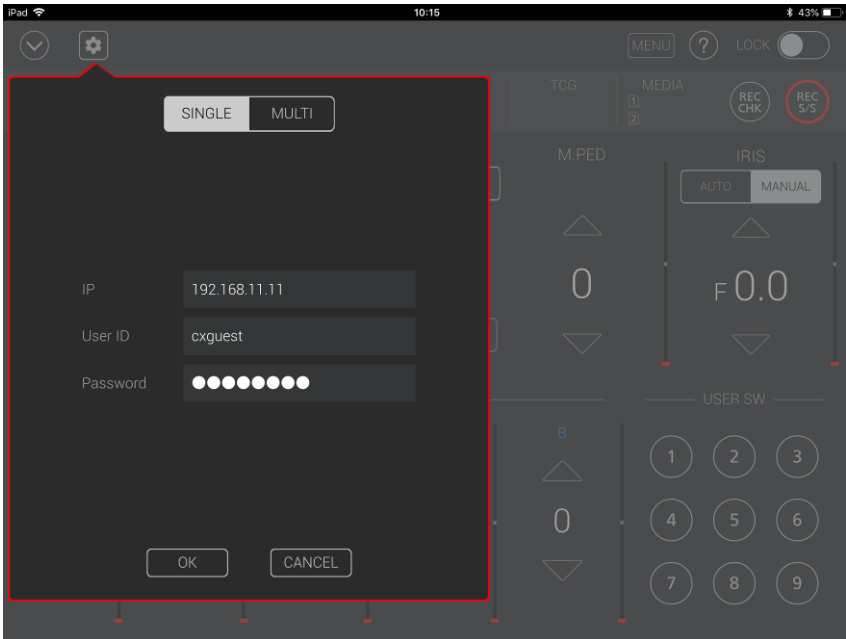 iPad 10:15 43%
MENU ? LOCK
SINGLE MULTI
TCG MEDIA
1
2
REC CHK
REC S/S
M.PED IRIS
AUTO MANUAL
IP 192.168.11.11
0 F 0.0
User ID cxguest
Password ●●●●●●●●
USER SW
B
1 2 3
0
4 5 6
OK CANCEL
7 8 9